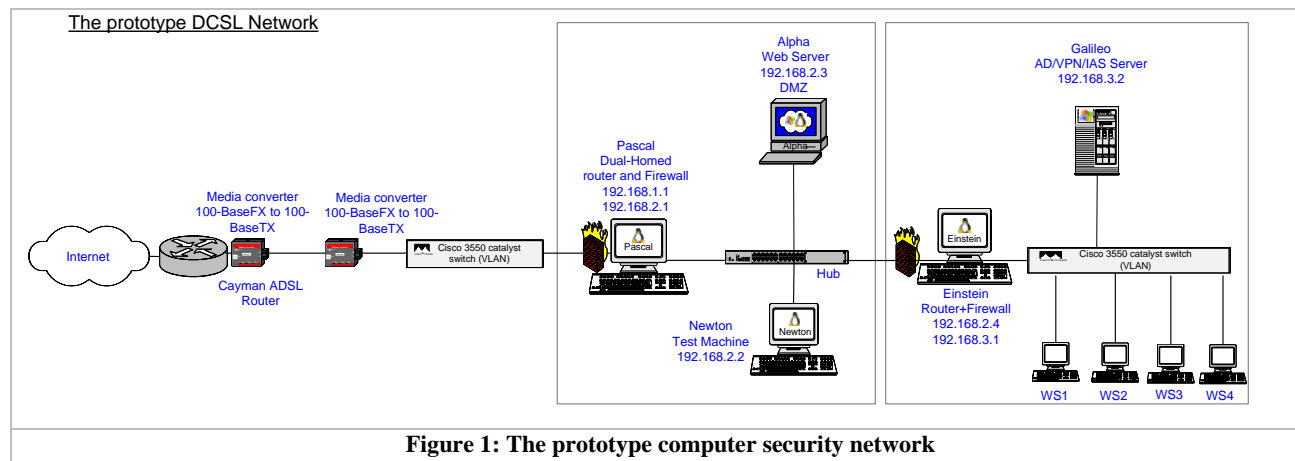 The prototype DCSL Network
Internet
Cayman ADSL
Router
Media converter
100-BaseFX to 100-
BaseTX
Media converter
100-BaseFX to 100-
BaseTX
Cisco 3550 catalyst
switch (VLAN)
Pascal
Dual-Homed
router and Firewall
192.168.1.1
192.168.2.1
Pascal
Alpha
Web Server
192.168.2.3
DMZ
Alpha
Hub
Newton
Newton
Test Machine
192.168.2.2
Einstein
Einstein
Router+Firewall
192.168.2.4
192.168.3.1
Galileo
AD/VPN/IAS Server
192.168.3.2
Cisco 3550 catalyst switch
(VLAN)
WS1
WS2
WS3
WS4
Figure 1: The prototype computer security network